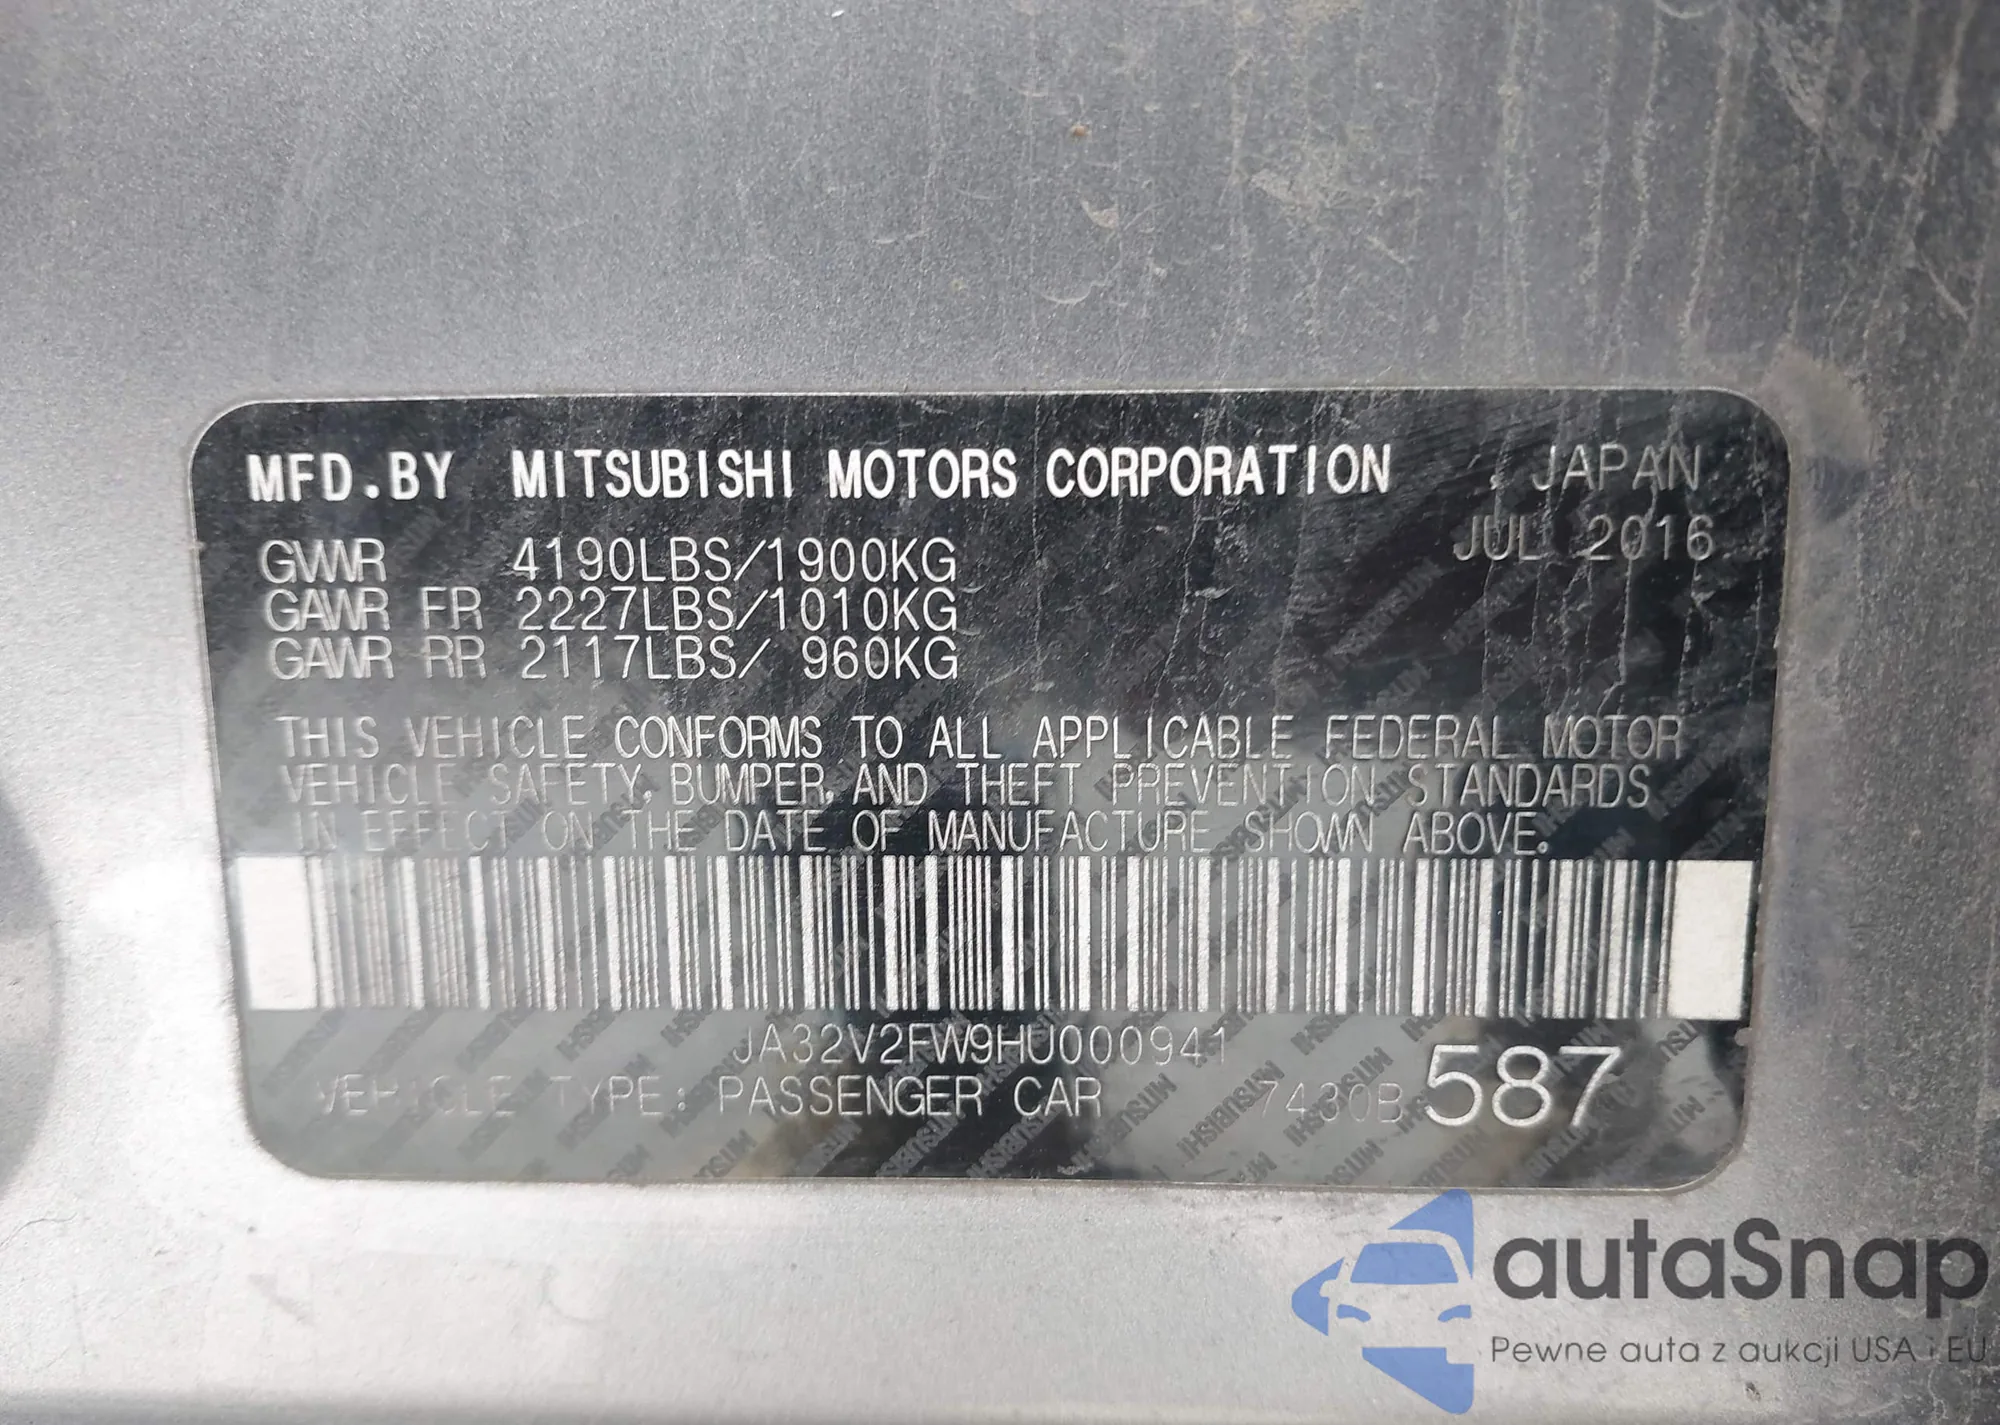 MFD.BY MITSUBISHI MOTORS CORPORATION JAPAN
JUL 2016
GVWR 4190LBS/1900KG
GAWR FR 2227LBS/1010KG
GAWR RR 2117LBS/ 960KG
THIS VEHICLE CONFORMS TO ALL APPLICABLE FEDERAL MOTOR
VEHICLE SAFETY, BUMPER, AND THEFT PREVENTION STANDARDS
IN EFFECT ON THE DATE OF MANUFACTURE SHOWN ABOVE.
JA32V2FW9HU000941
VEHICLE TYPE: PASSENGER CAR 7430B 587
autaSnap
Pewne auta z aukcji USA i EU